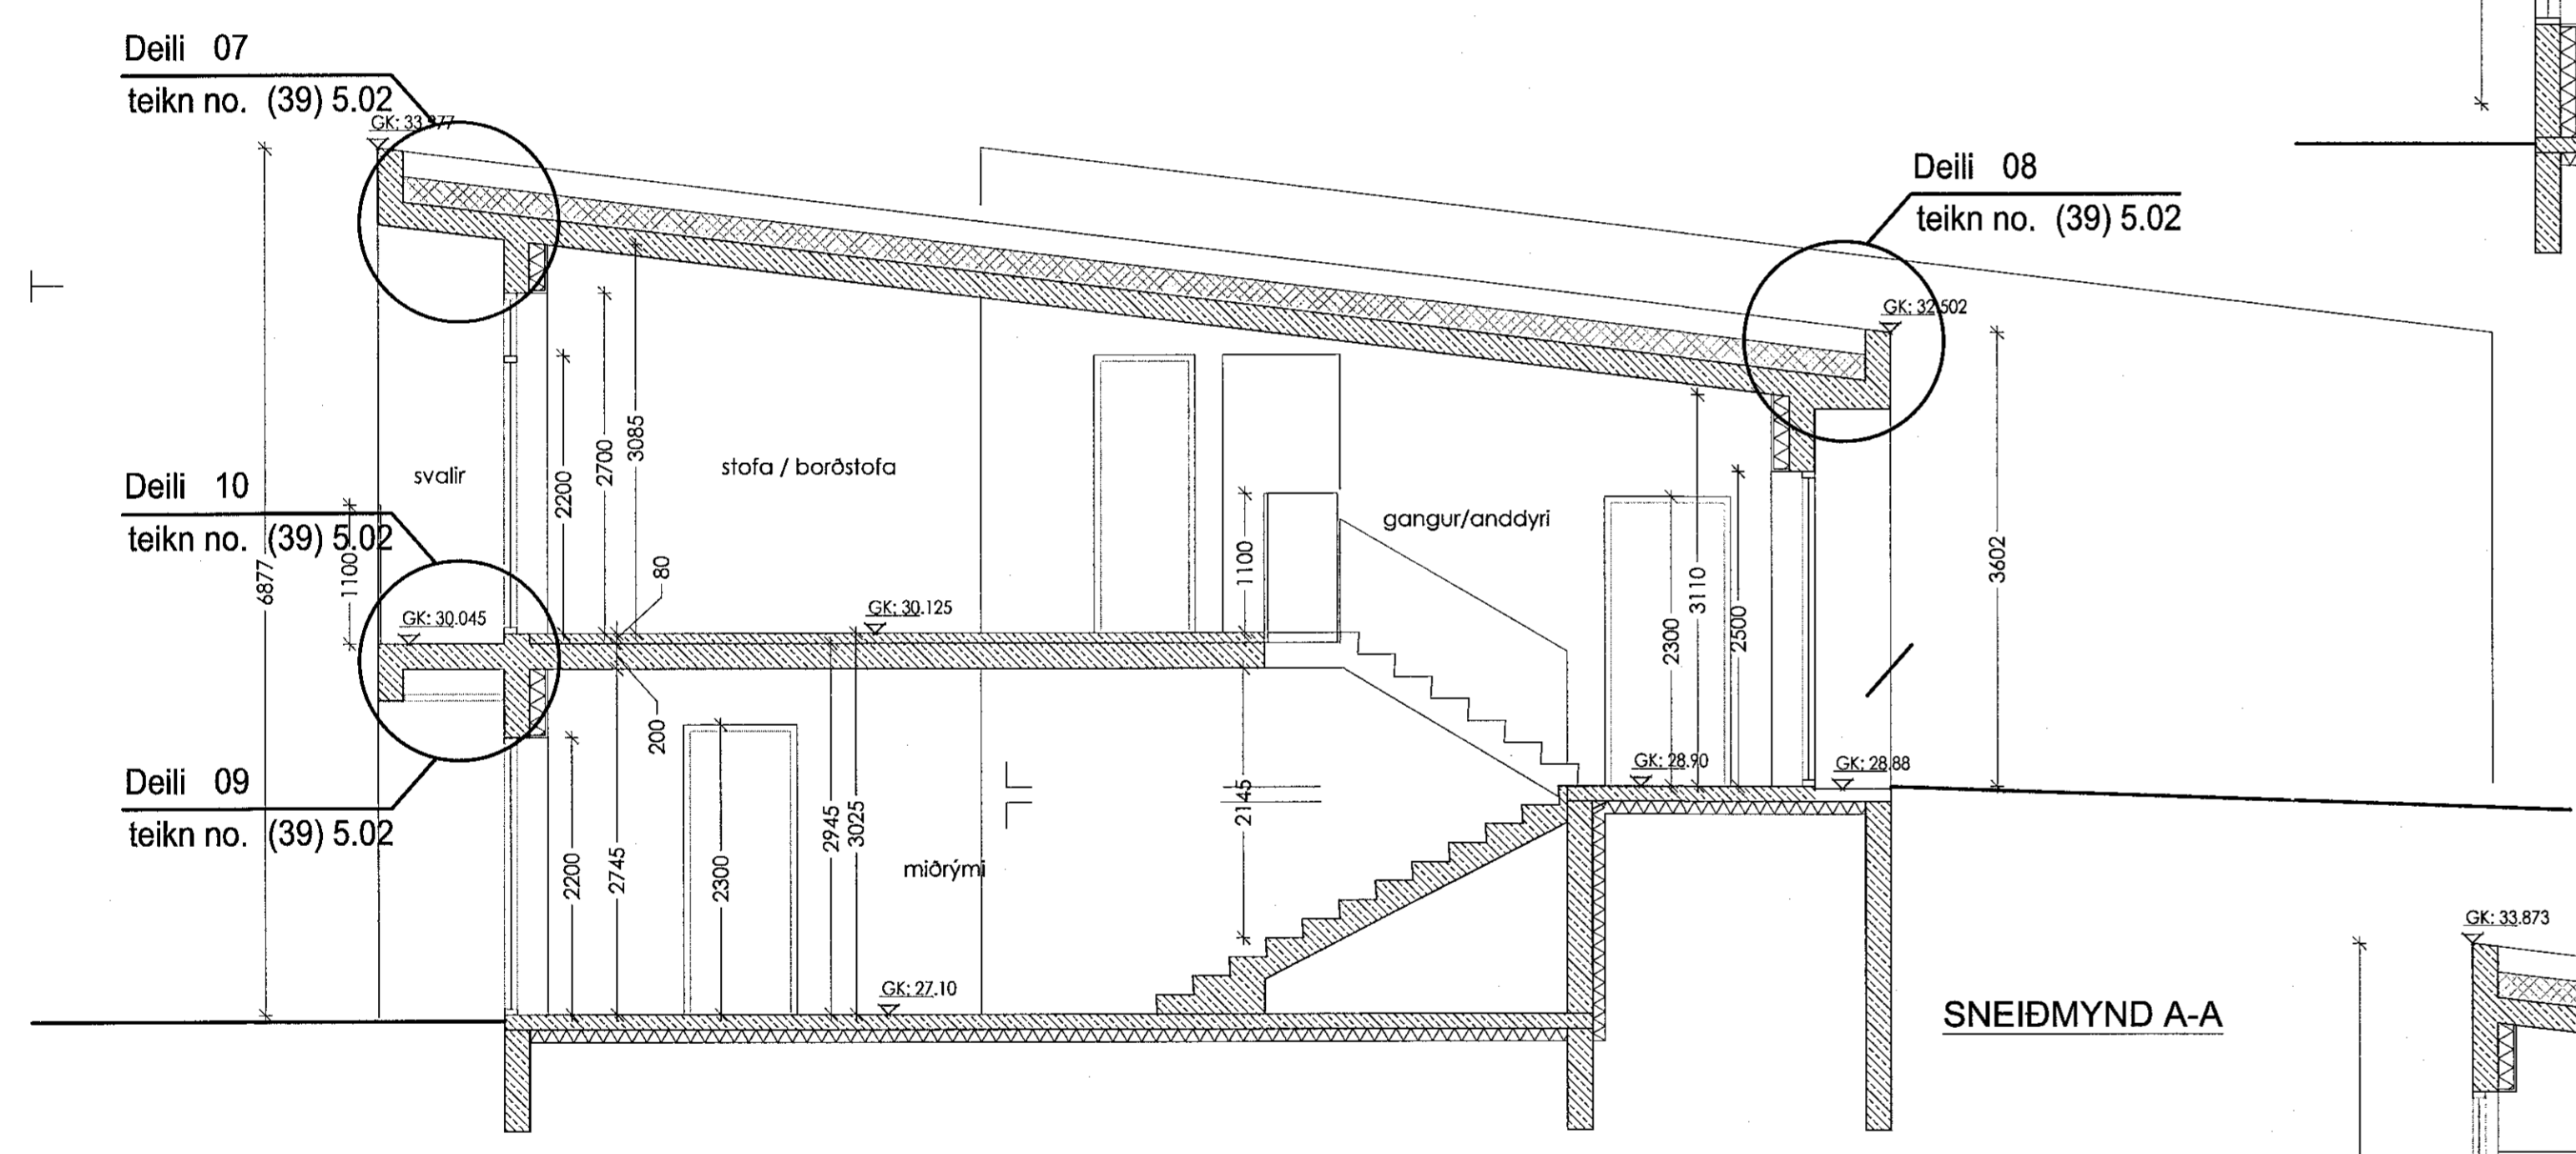 Deili 07
teikn no. (39) 5.02
GK: 33.977
Deili 08
teikn no. (39) 5.02
GK: 32.502
svalir
stofa / borðstofa
gangur/anddyri
2200
2700
3085
Deili 10
teikn no. (39) 5.02
6877
1100
GK: 30.045
80
GK: 30.125
1100
2300
3110
2500
3602
200
GK: 28.90
GK: 28.88
Deili 09
teikn no. (39) 5.02
2200
2745
2300
2945
3025
miðrými
2145
GK: 27.10
SNEIÐMYND A-A
GK: 33.873